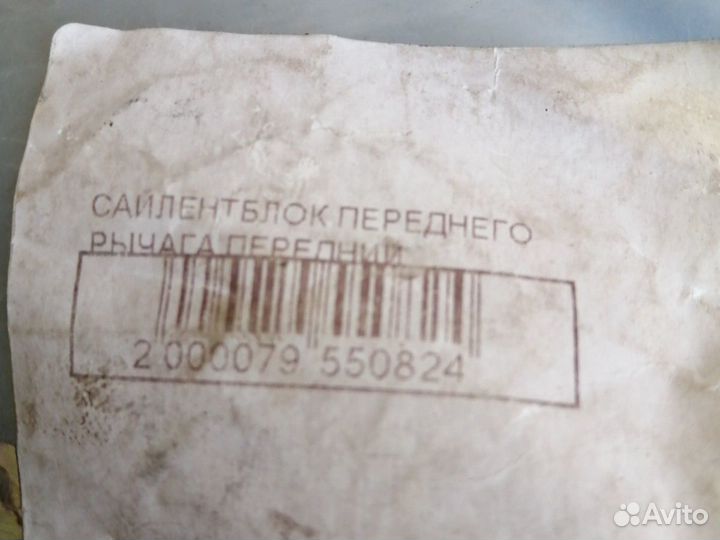 САЙЛЕНТБЛОК ПЕРЕДНЕГО
РЫЧАГА ПЕРЕДНИЙ
2 000079 550824
Avito